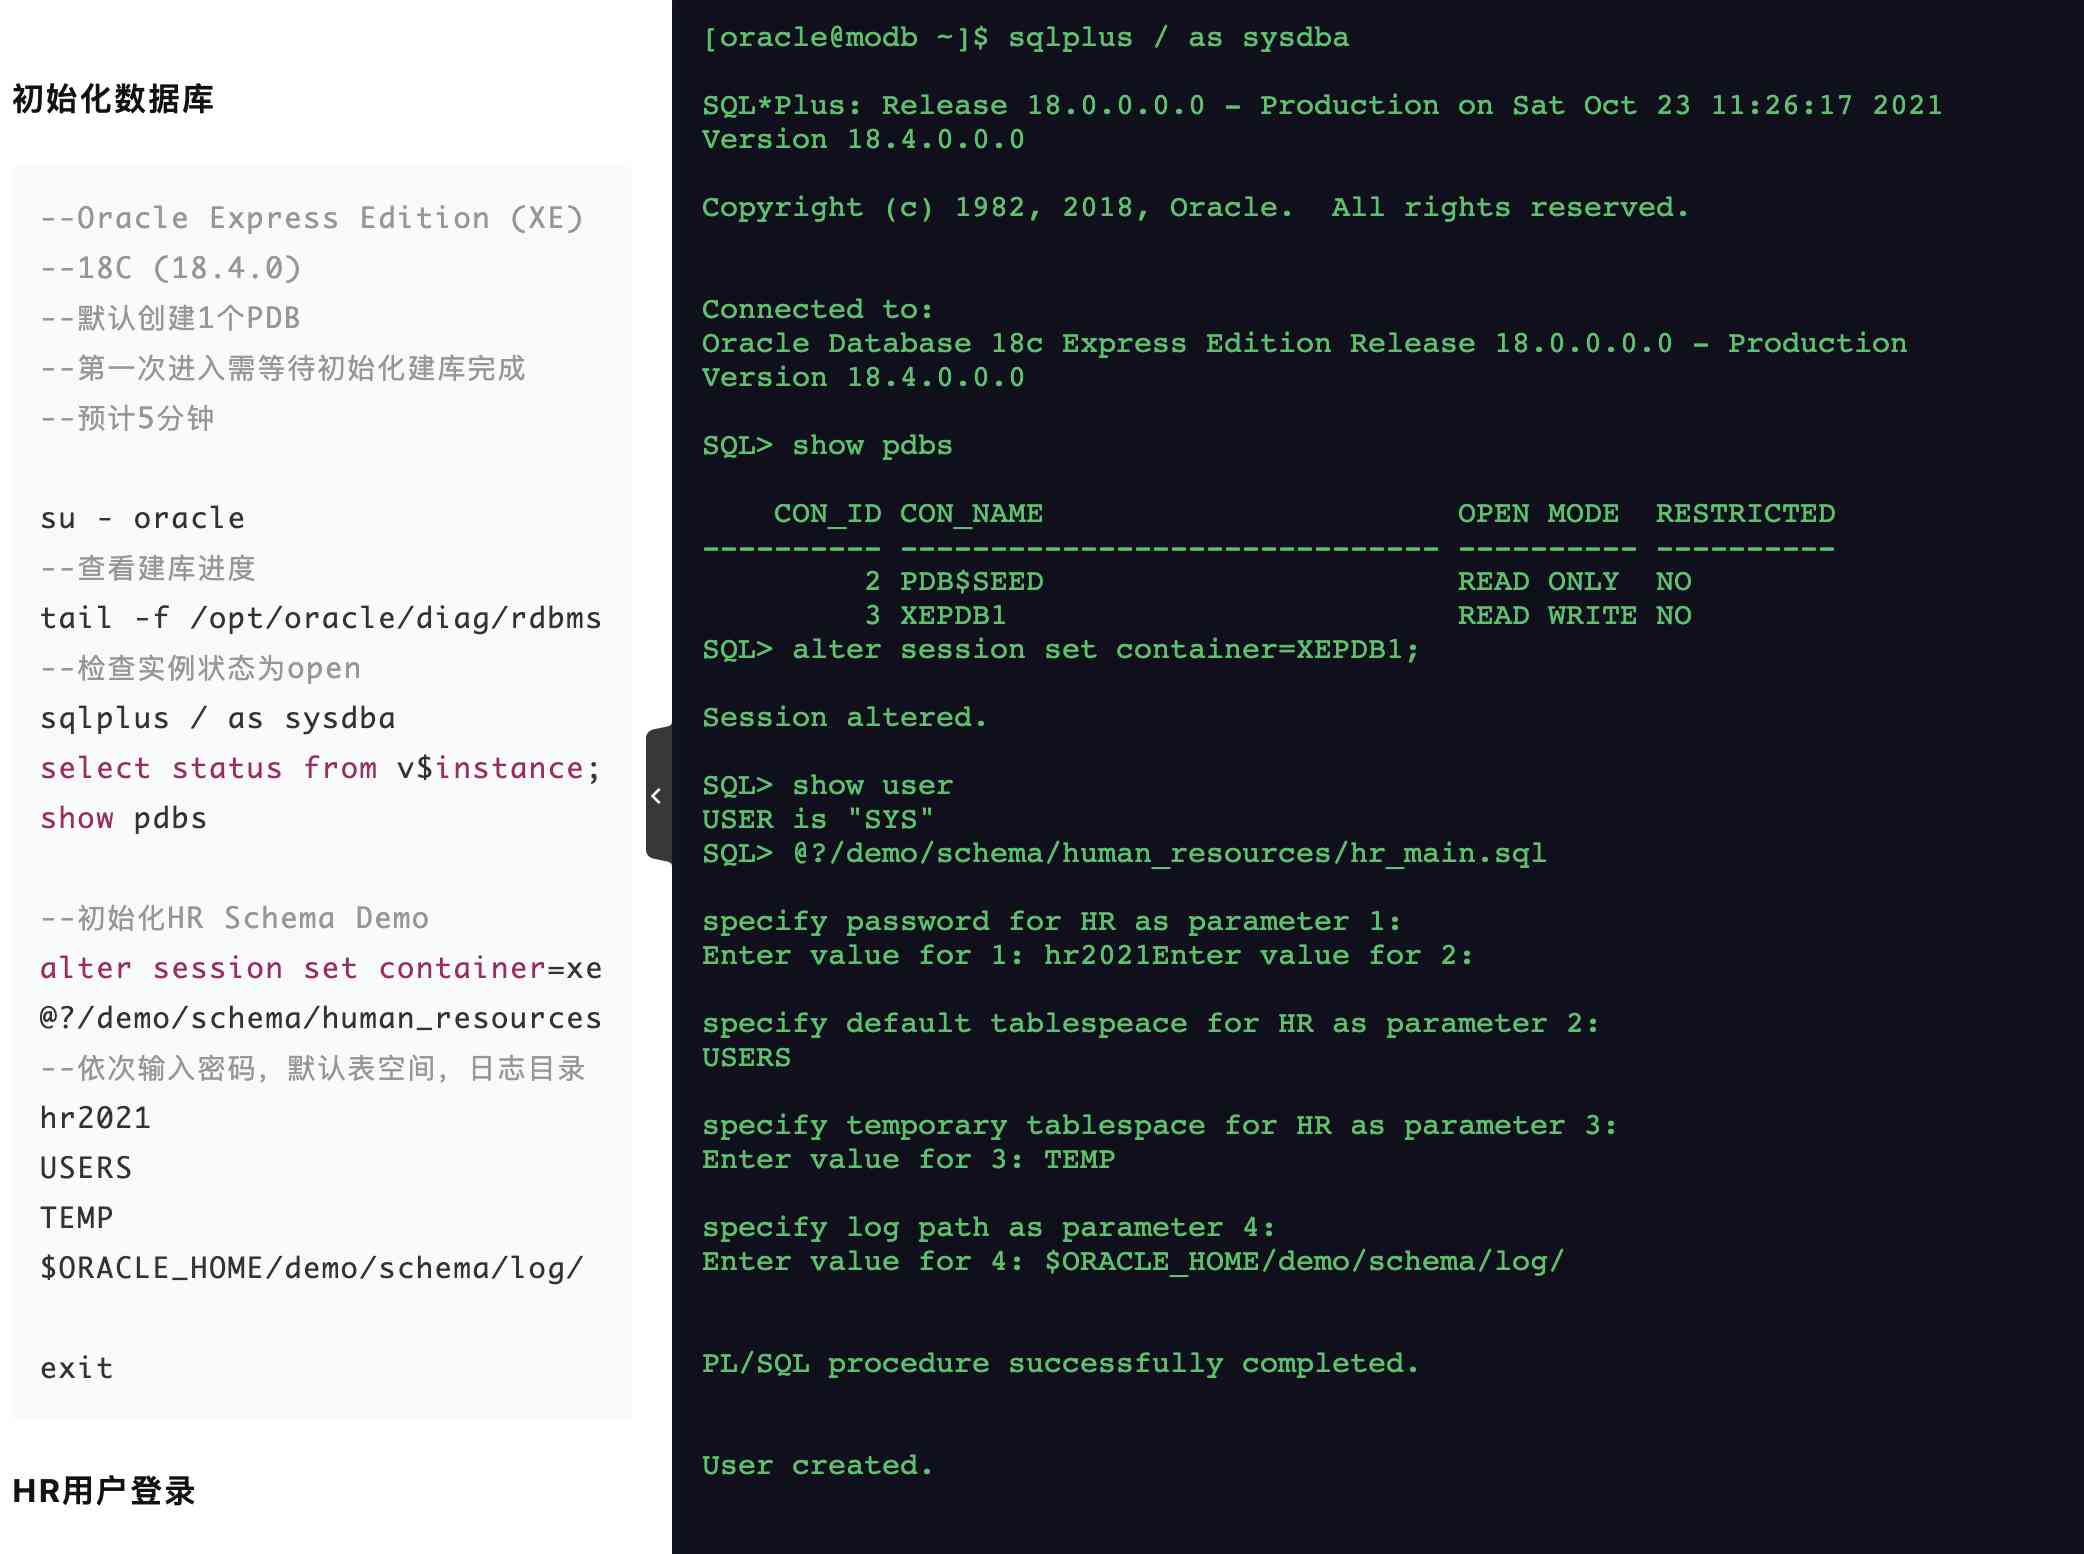 初始化数据库
--Oracle Express Edition (XE)
--18C (18.4.0)
--默认创建1个PDB
--第一次进入需等待初始化建库完成
--预计5分钟
su - oracle
--查看建库进度
tail -f /opt/oracle/diag/rdbms
--检查实例状态为open
sqlplus / as sysdba
select status from v$instance;
show pdbs
--初始化HR Schema Demo
alter session set container=xe
@?/demo/schema/human_resources
--依次输入密码，默认表空间，日志目录
hr2021
USERS
TEMP
$ORACLE_HOME/demo/schema/log/
exit
HR用户登录
[oracle@modb ~]$ sqlplus / as sysdba
SQL*Plus: Release 18.0.0.0.0 - Production on Sat Oct 23 11:26:17 2021
Version 18.4.0.0.0
Copyright (c) 1982, 2018, Oracle.  All rights reserved.
Connected to:
Oracle Database 18c Express Edition Release 18.0.0.0.0 - Production
Version 18.4.0.0.0
SQL> show pdbs
    CON_ID CON_NAME                       OPEN MODE  RESTRICTED
---------- ------------------------------ ---------- ----------
         2 PDB$SEED                       READ ONLY  NO
         3 XEPDB1                         READ WRITE NO
SQL> alter session set container=XEPDB1;
Session altered.
SQL> show user
USER is "SYS"
SQL> @?/demo/schema/human_resources/hr_main.sql
specify password for HR as parameter 1:
Enter value for 1: hr2021Enter value for 2:
specify default tablespeace for HR as parameter 2:
USERS
specify temporary tablespace for HR as parameter 3:
Enter value for 3: TEMP
specify log path as parameter 4:
Enter value for 4: $ORACLE_HOME/demo/schema/log/
PL/SQL procedure successfully completed.
User created.